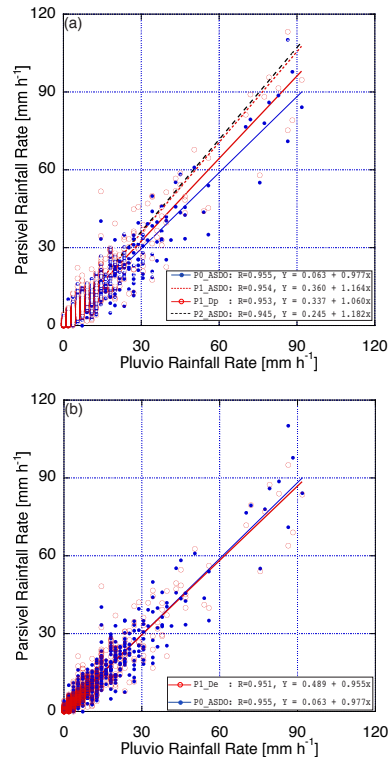 120
(a)
90
60
30
0
Parsivel Rainfall Rate [mm h⁻¹]
P0_ASDO: R=0.955, Y = 0.063 + 0.977x
P1_ASDO: R=0.954, Y = 0.360 + 1.164x
P1_Dp : R=0.953, Y = 0.337 + 1.060x
P2_ASDO: R=0.945, Y = 0.245 + 1.182x
0 30 60 90 120
Pluvio Rainfall Rate [mm h⁻¹]
120
(b)
90
60
30
0
Parsivel Rainfall Rate [mm h⁻¹]
P1_De : R=0.951, Y = 0.489 + 0.955x
P0_ASDO: R=0.955, Y = 0.063 + 0.977x
0 30 60 90 120
Pluvio Rainfall Rate [mm h⁻¹]